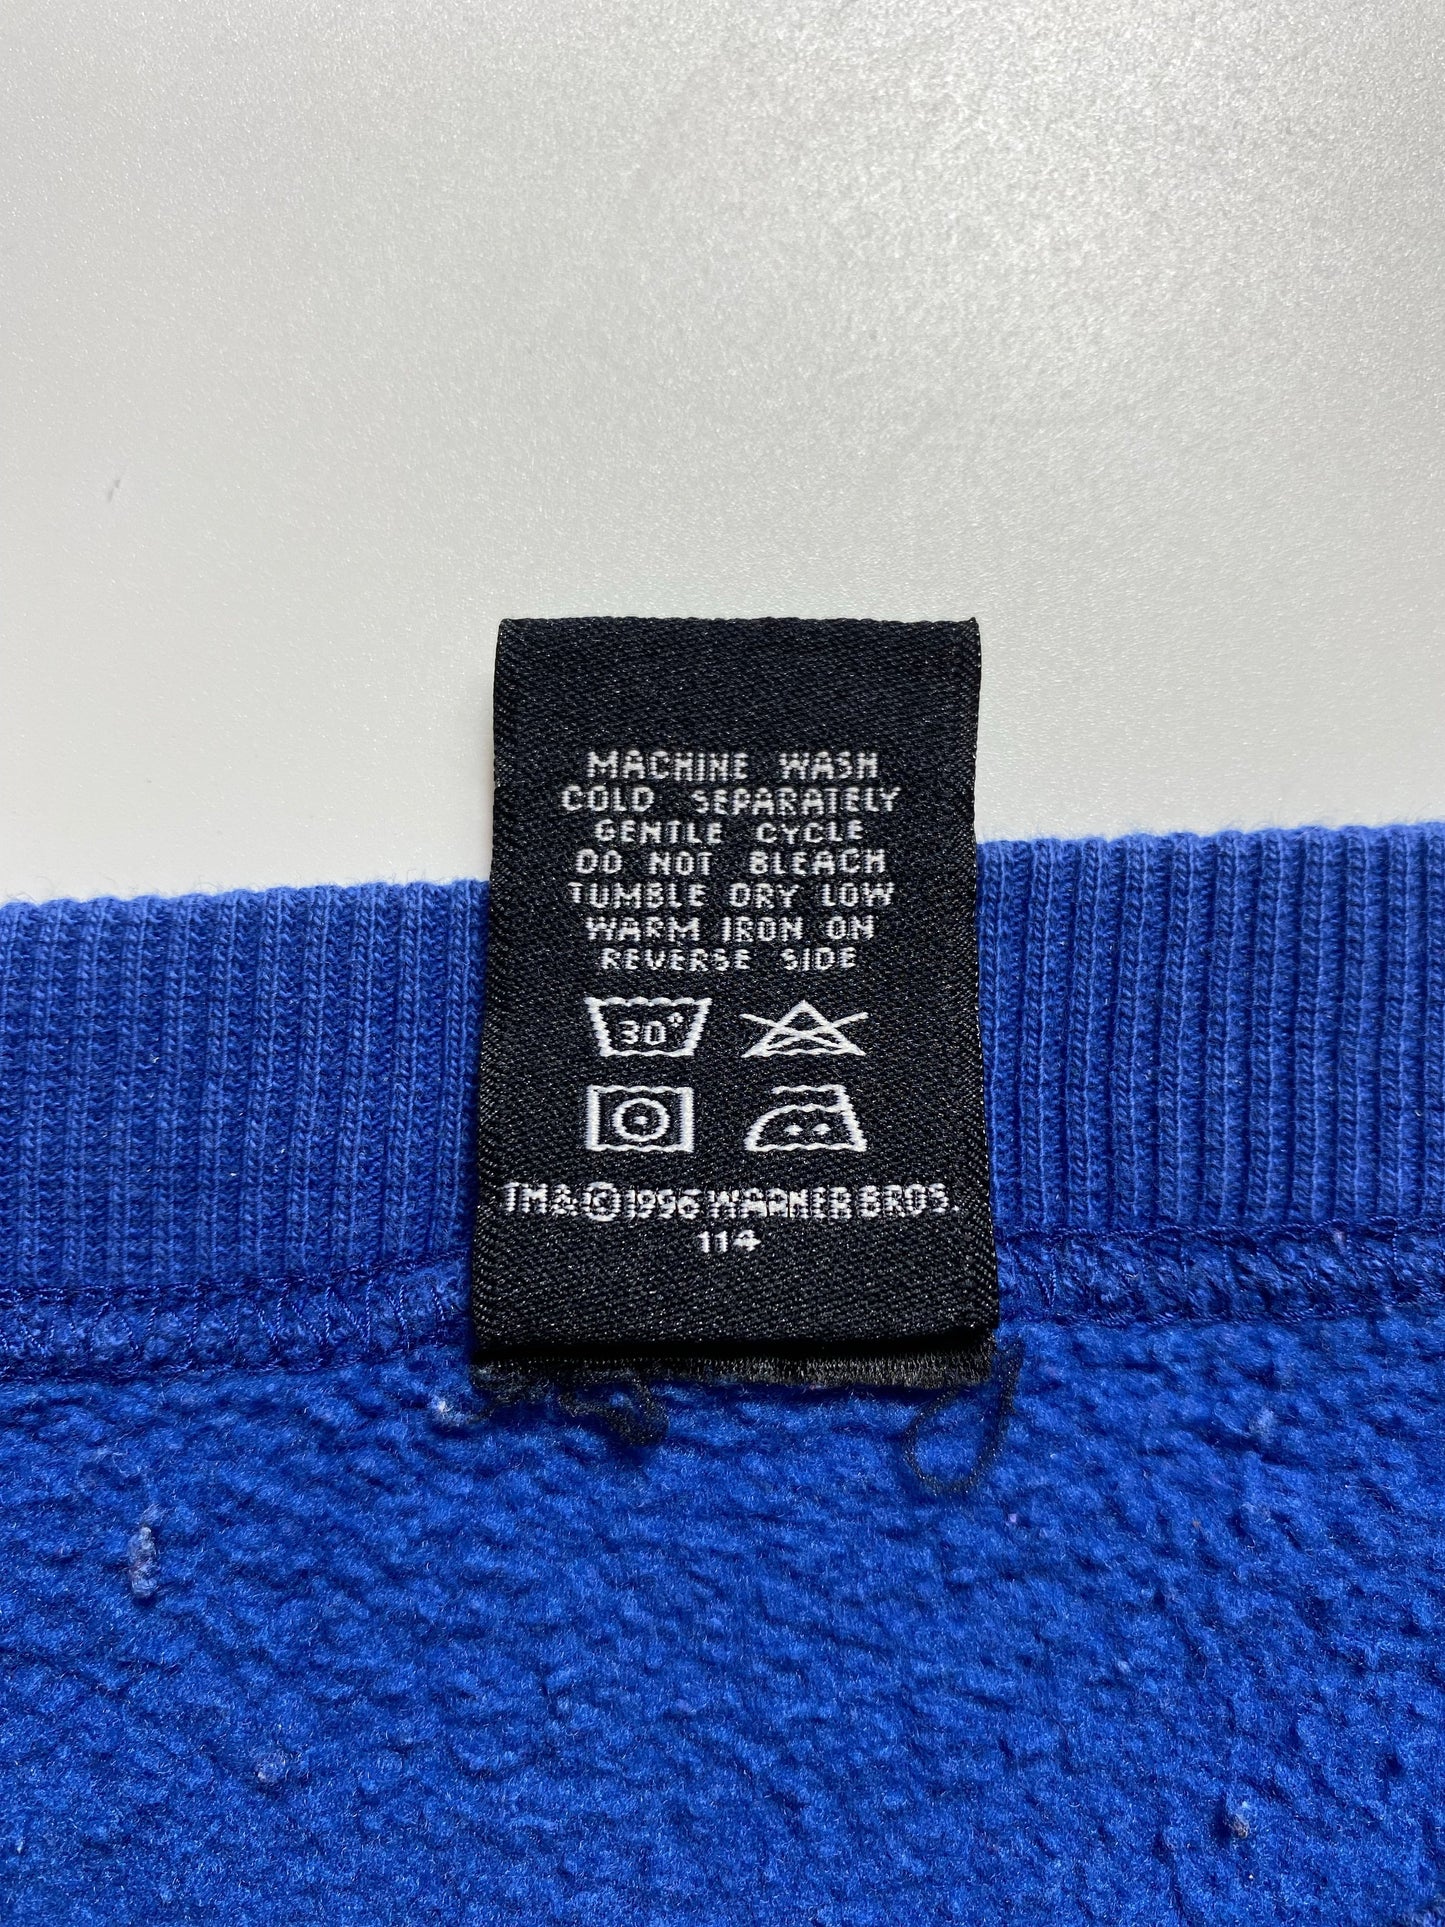 MACHINE WASH
COLD SEPARATELY
GENTLE CYCLE
DO NOT BLEACH
TUMBLE DRY LOW
WARM IRON ON
REVERSE SIDE
30°
TM&©1996 WARNER BROS.
114